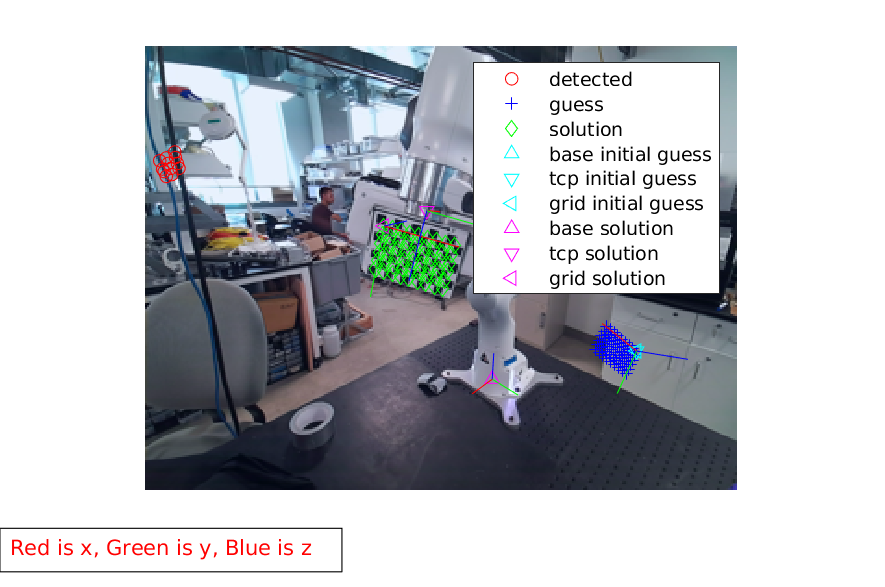 detected
guess
solution
base initial guess
tcp initial guess
grid initial guess
base solution
tcp solution
grid solution
Red is x, Green is y, Blue is z